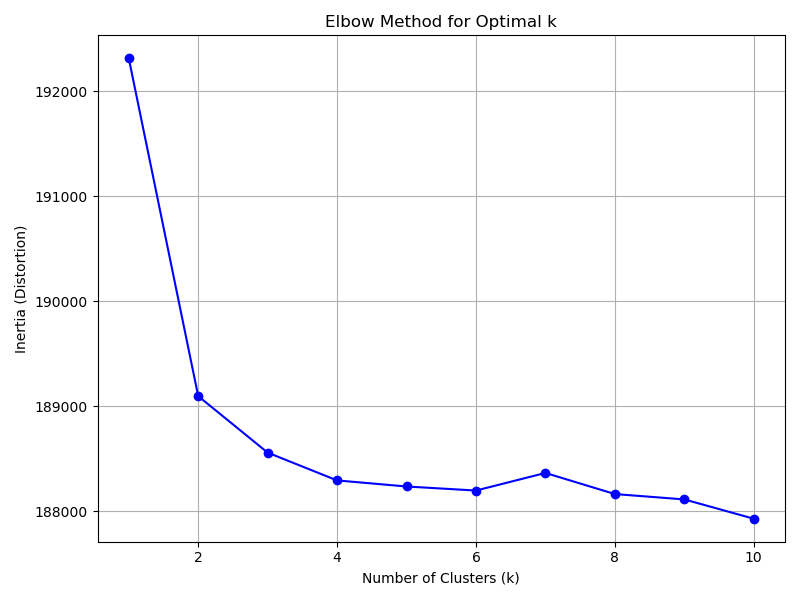 Elbow Method for Optimal k
192000
191000
190000
189000
188000
Inertia (Distortion)
2 4 6 8 10
Number of Clusters (k)